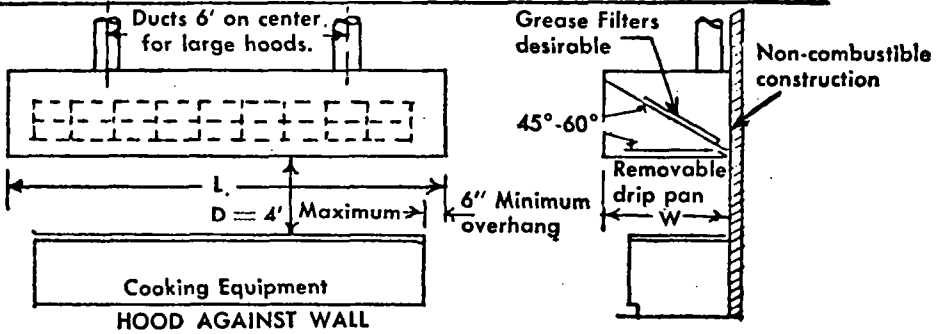 Ducts 6' on center
for large hoods.
Grease Filters
desirable
Non-combustible
construction
45°-60°
Removable
drip pan
L.
W
D = 4' Maximum
6" Minimum
overhang
Cooking Equipment
HOOD AGAINST WALL